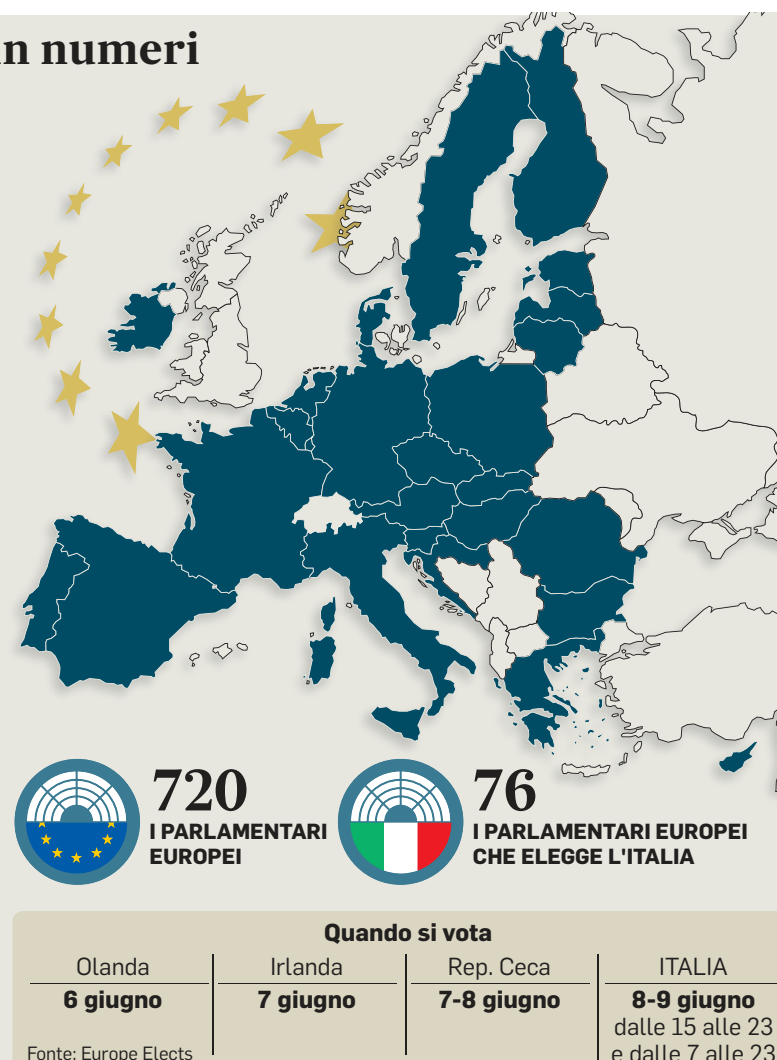 in numeri
720
I PARLAMENTARI
EUROPEI
76
I PARLAMENTARI EUROPEI
CHE ELEGGE L'ITALIA
Quando si vota
Olanda
6 giugno
Irlanda
7 giugno
Rep. Ceca
7-8 giugno
ITALIA
8-9 giugno
dalle 15 alle 23
e dalle 7 alle 23
Fonte: Europe Elects